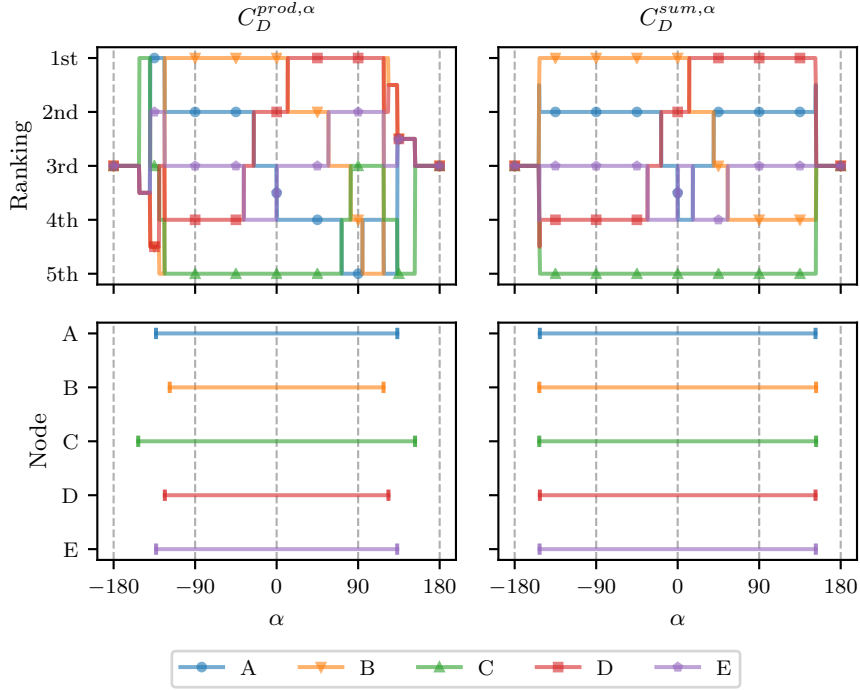 C_D^{prod,α} C_D^{sum,α}
Ranking
1st
2nd
3rd
4th
5th
Node
A
B
C
D
E
−180 −90 0 90 180 −180 −90 0 90 180
α α
A B C D E